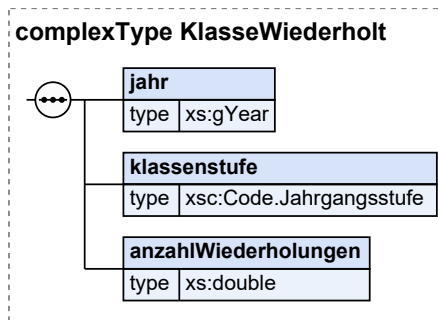 complexType KlasseWiederholt
jahr
type xs:gYear
klassenstufe
type xsc:Code.Jahrgangsstufe
anzahlWiederholungen
type xs:double